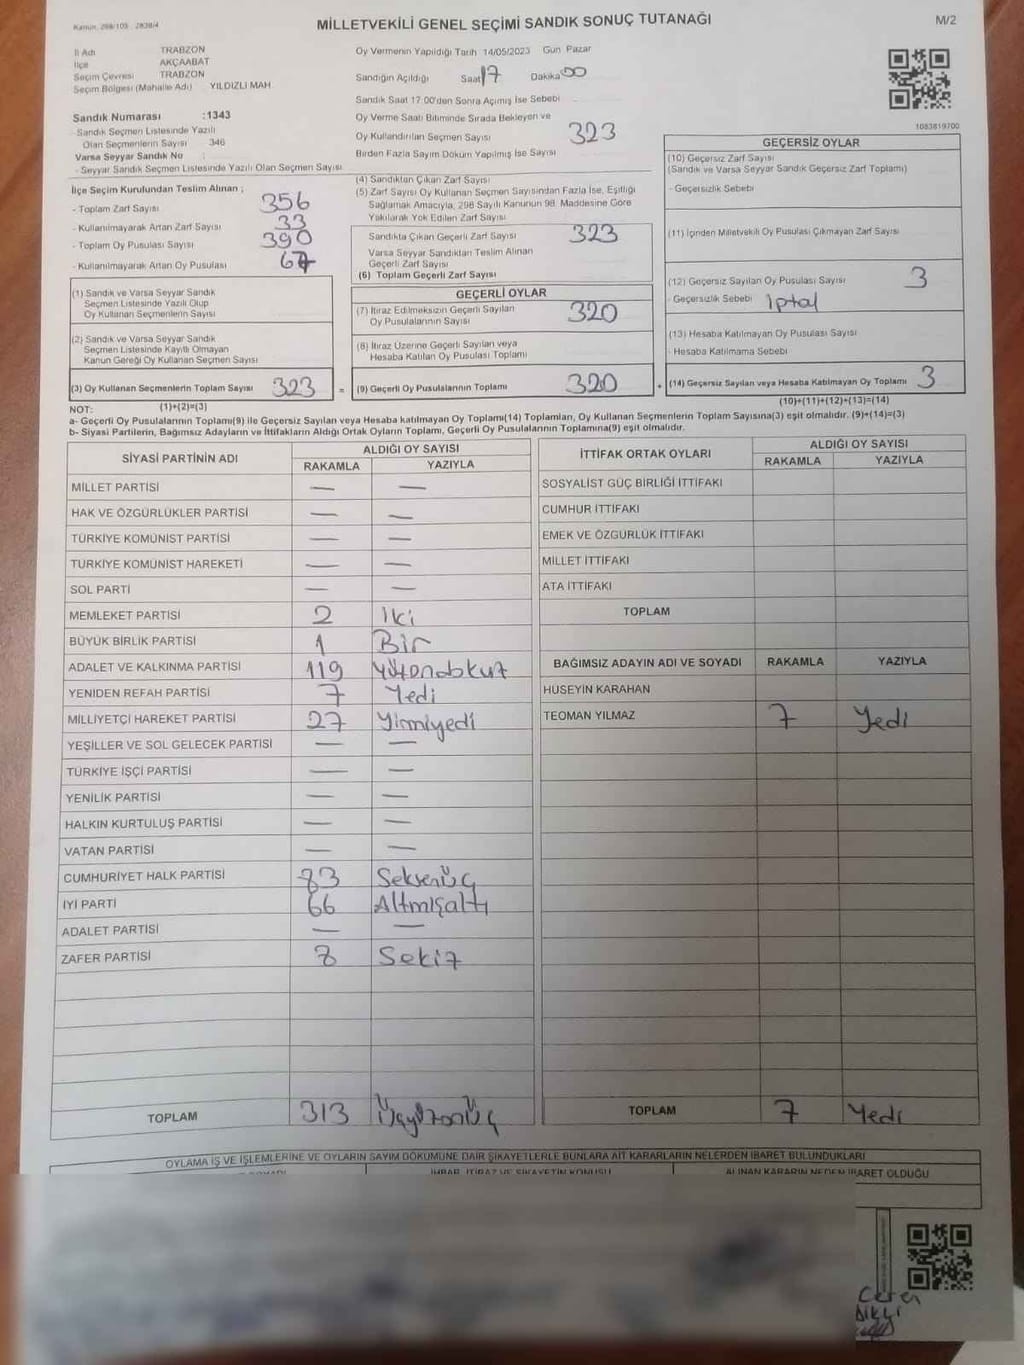 Kanun, 298/105 - 2839/4
MİLLETVEKİLİ GENEL SEÇİMİ SANDIK SONUÇ TUTANAĞI
M/2
İl Adı TRABZON
İlçe AKÇAABAT
Seçim Çevresi TRABZON
Seçim Bölgesi (Mahalle Adı) YILDIZLI MAH
Sandık Numarası :1343
- Sandık Seçmen Listesinde Yazılı
Olan Seçmenlerin Sayısı 346
Varsa Seyyar Sandık No :
- Seyyar Sandık Seçmen Listesinde Yazılı Olan Seçmen Sayısı
Oy Vermenin Yapıldığı Tarih 14/05/2023 Gün Pazar
Sandığın Açıldığı Saat 17 Dakika 00
Sandık Saat 17.00'den Sonra Açımış İse Sebebi
Oy Verme Saati Bitiminde Sırada Bekleyen ve
Oy Kullandırılan Seçmen Sayısı 323
Birden Fazla Sayım Döküm Yapılmış İse Sayısı
1083819700
İlçe Seçim Kurulundan Teslim Alınan ;
- Toplam Zarf Sayısı 356
- Kullanılmayarak Artan Zarf Sayısı 33
- Toplam Oy Pusulası Sayısı 390
- Kullanılmayarak Artan Oy Pusulası 67
(1) Sandık ve Varsa Seyyar Sandık
Seçmen Listesinde Yazılı Olup
Oy Kullanan Seçmenlerin Sayısı
(2) Sandık ve Varsa Seyyar Sandık
Seçmen Listesinde Kayıtlı Olmayan
Kanun Gereği Oy Kullanan Seçmen Sayısı
(3) Oy Kullanan Seçmenlerin Toplam Sayısı 323 =
(1)+(2)=(3)
(4) Sandıktan Çıkan Zarf Sayısı
(5) Zarf Sayısı Oy Kullanan Seçmen Sayısından Fazla İse, Eşitliği
Sağlamak Amacıyla, 298 Sayılı Kanunun 98. Maddesine Göre
Yakılarak Yok Edilen Zarf Sayısı
Sandıkta Çıkan Geçerli Zarf Sayısı 323
Varsa Seyyar Sandıktan Teslim Alınan
Geçerli Zarf Sayısı
(6) Toplam Geçerli Zarf Sayısı
GEÇERLİ OYLAR
(7) İtiraz Edilmeksizin Geçerli Sayılan
Oy Pusulalarının Sayısı 320
(8) İtiraz Üzerine Geçerli Sayılan veya
Hesaba Katılan Oy Pusulası Toplamı
(9) Geçerli Oy Pusulalarının Toplamı 320 +
GEÇERSİZ OYLAR
(10) Geçersiz Zarf Sayısı
(Sandık ve Varsa Seyyar Sandık Geçersiz Zarf Toplamı)
- Geçersizlik Sebebi
(11) İçinden Milletvekili Oy Pusulası Çıkmayan Zarf Sayısı
(12) Geçersiz Sayılan Oy Pusulası Sayısı 3
- Geçersizlik Sebebi İptal
(13) Hesaba Katılmayan Oy Pusulası Sayısı
- Hesaba Katılmama Sebebi
(14) Geçersiz Sayılan veya Hesaba Katılmayan Oy Toplamı 3
(10)+(11)+(12)+(13)=(14)
NOT:
a- Geçerli Oy Pusulalarının Toplamı(9) ile Geçersiz Sayılan veya Hesaba katılmayan Oy Toplamı(14) Toplamları, Oy Kullanan Seçmenlerin Toplam Sayısına(3) eşit olmalıdır. (9)+(14)=(3)
b- Siyasi Partilerin, Bağımsız Adayların ve İttifakların Aldığı Ortak Oyların Toplamı, Geçerli Oy Pusulalarının Toplamına(9) eşit olmalıdır.
SİYASİ PARTİNİN ADI ALDIĞI OY SAYISI
RAKAMLA YAZIYLA
MİLLET PARTİSİ — —
HAK VE ÖZGÜRLÜKLER PARTİSİ — —
TÜRKİYE KOMÜNİST PARTİSİ — —
TÜRKİYE KOMÜNİST HAREKETİ — —
SOL PARTİ — —
MEMLEKET PARTİSİ 2 İki
BÜYÜK BİRLİK PARTİSİ 1 Bir
ADALET VE KALKINMA PARTİSİ 119 Yüzondokuz
YENİDEN REFAH PARTİSİ 7 Yedi
MİLLİYETÇİ HAREKET PARTİSİ 27 Yirmiyedi
YEŞİLLER VE SOL GELECEK PARTİSİ — —
TÜRKİYE İŞÇİ PARTİSİ — —
YENİLİK PARTİSİ — —
HALKIN KURTULUŞ PARTİSİ — —
VATAN PARTİSİ — —
CUMHURİYET HALK PARTİSİ 83 Seksenüç
İYİ PARTİ 66 Altmışaltı
ADALET PARTİSİ — —
ZAFER PARTİSİ 8 Sekiz
TOPLAM 313 Üçyüzonüç
İTTİFAK ORTAK OYLARI ALDIĞI OY SAYISI
RAKAMLA YAZIYLA
SOSYALİST GÜÇ BİRLİĞİ İTTİFAKI
CUMHUR İTTİFAKI
EMEK VE ÖZGÜRLÜK İTTİFAKI
MİLLET İTTİFAKI
ATA İTTİFAKI
TOPLAM
BAĞIMSIZ ADAYIN ADI VE SOYADI RAKAMLA YAZIYLA
HÜSEYİN KARAHAN
TEOMAN YILMAZ 7 Yedi
TOPLAM 7 Yedi
OYLAMA İŞ VE İŞLEMLERİNE VE OYLARIN SAYIM DÖKÜMÜNE DAİR ŞİKAYETLERLE BUNLARA AİT KARARLARIN NELERDEN İBARET BULUNDUKLARI
İHBAR, İTİRAZ VE ŞİKAYETİN KONUSU ALINAN KARARIN NEDEN İBARET OLDUĞU